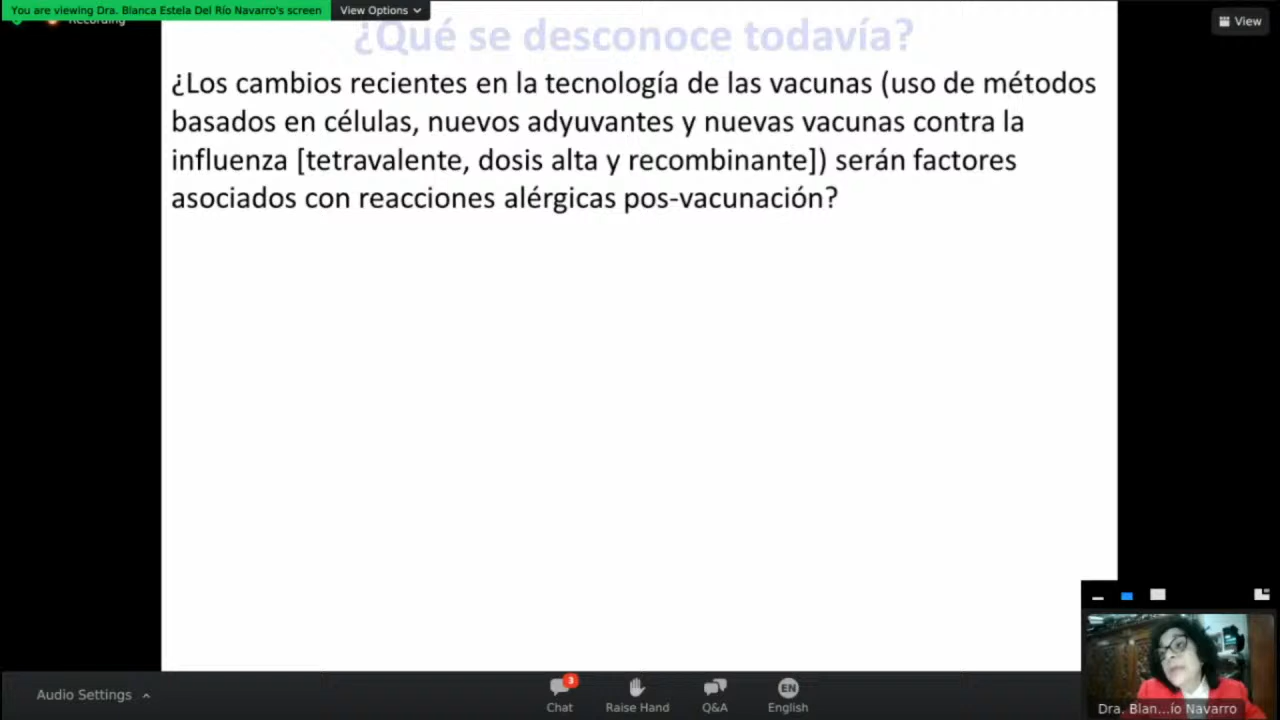 You are viewing Dra. Blanca Estela Del Río Navarro's screen
View Options
Recording
View
¿Qué se desconoce todavía?
¿Los cambios recientes en la tecnología de las vacunas (uso de métodos
basados en células, nuevos adyuvantes y nuevas vacunas contra la
influenza [tetravalente, dosis alta y recombinante]) serán factores
asociados con reacciones alérgicas pos-vacunación?
Dra. Blan...ío Navarro
Audio Settings
3
Chat
Raise Hand
Q&A
EN
English